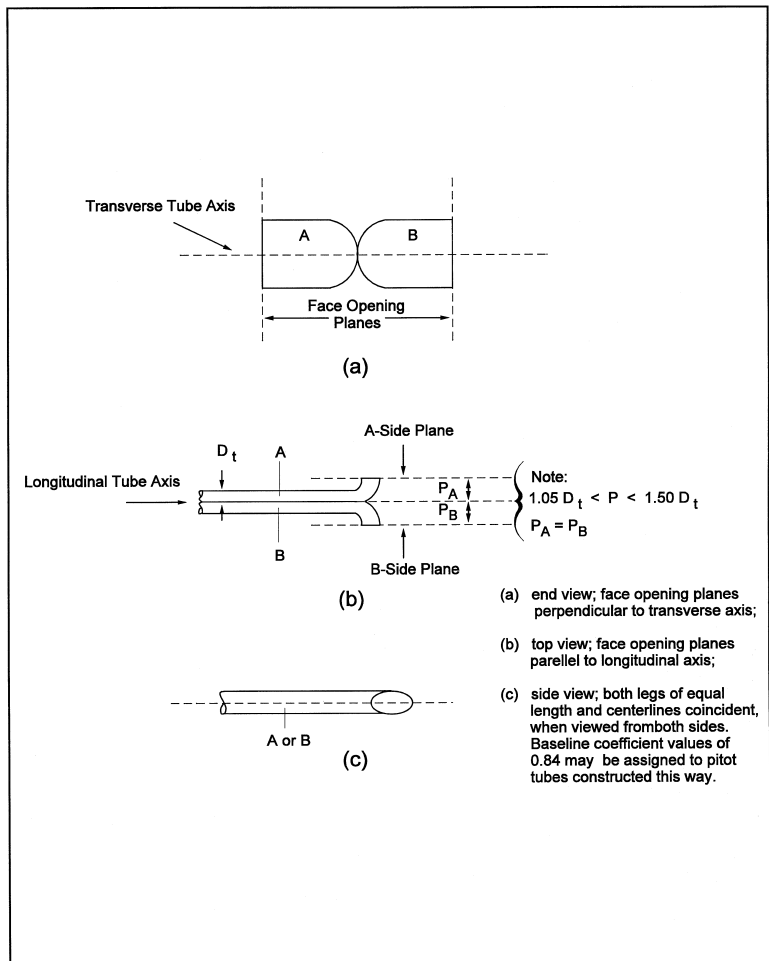 Transverse Tube Axis
A
B
Face Opening
Planes
(a)
A-Side Plane
D t
A
Longitudinal Tube Axis
P A
P B
Note:
1.05 D t < P < 1.50 D t
P A = P B
B
B-Side Plane
(b)
(a) end view; face opening planes
perpendicular to transverse axis;
(b) top view; face opening planes
parellel to longitudinal axis;
(c) side view; both legs of equal
length and centerlines coincident,
when viewed fromboth sides.
Baseline coefficient values of
0.84 may be assigned to pitot
tubes constructed this way.
A or B
(c)